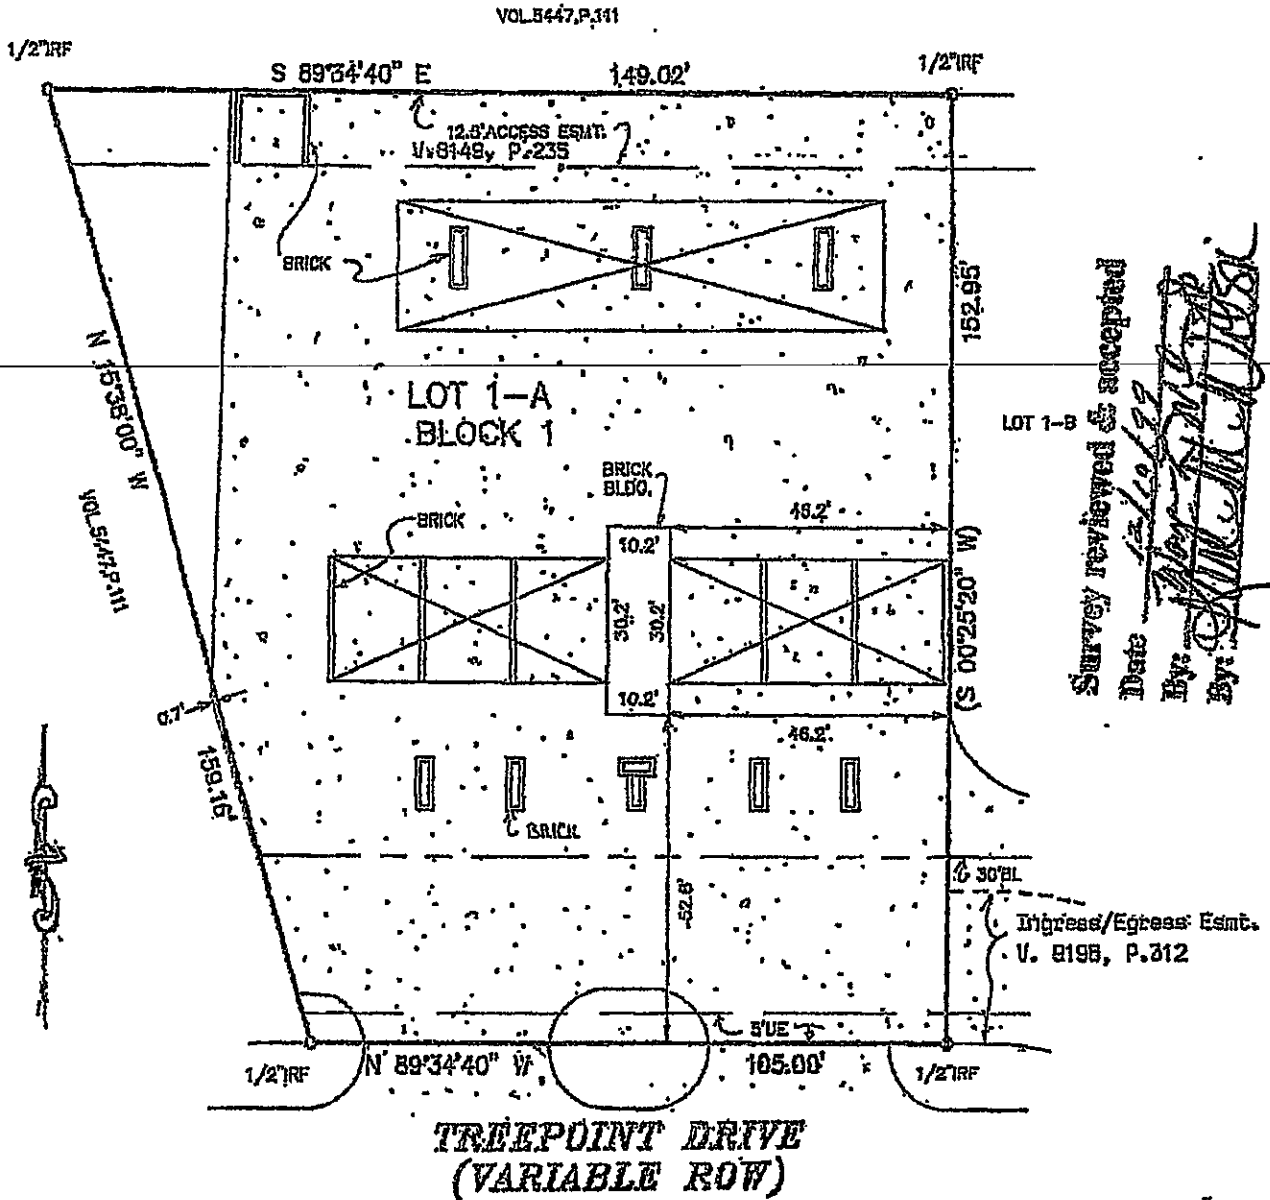 VOL.5447,P.111
1/2"IRF
S 89°34'40" E
149.02'
1/2"IRF
12.5'ACCESS ESMT.
V.8149, P.235
BRICK
152.95'
N 15°38'00" W
LOT 1-A
BLOCK 1
LOT 1-B
Survey reviewed & accepted
Date
By:
By:
VOL.5447,P.111
BRICK
BLDG.
BRICK
46.2'
10.2'
30.2'
30.2'
(S 00°25'20" W)
10.2'
46.2'
0.7'
159.16'
BRICK
30'BL
52.8'
Ingress/Egress Esmt.
V. 8198, P.312
5'UE
1/2"IRF
N 89°34'40" W
105.00'
1/2"IRF
TREEPOINT DRIVE
(VARIABLE ROW)